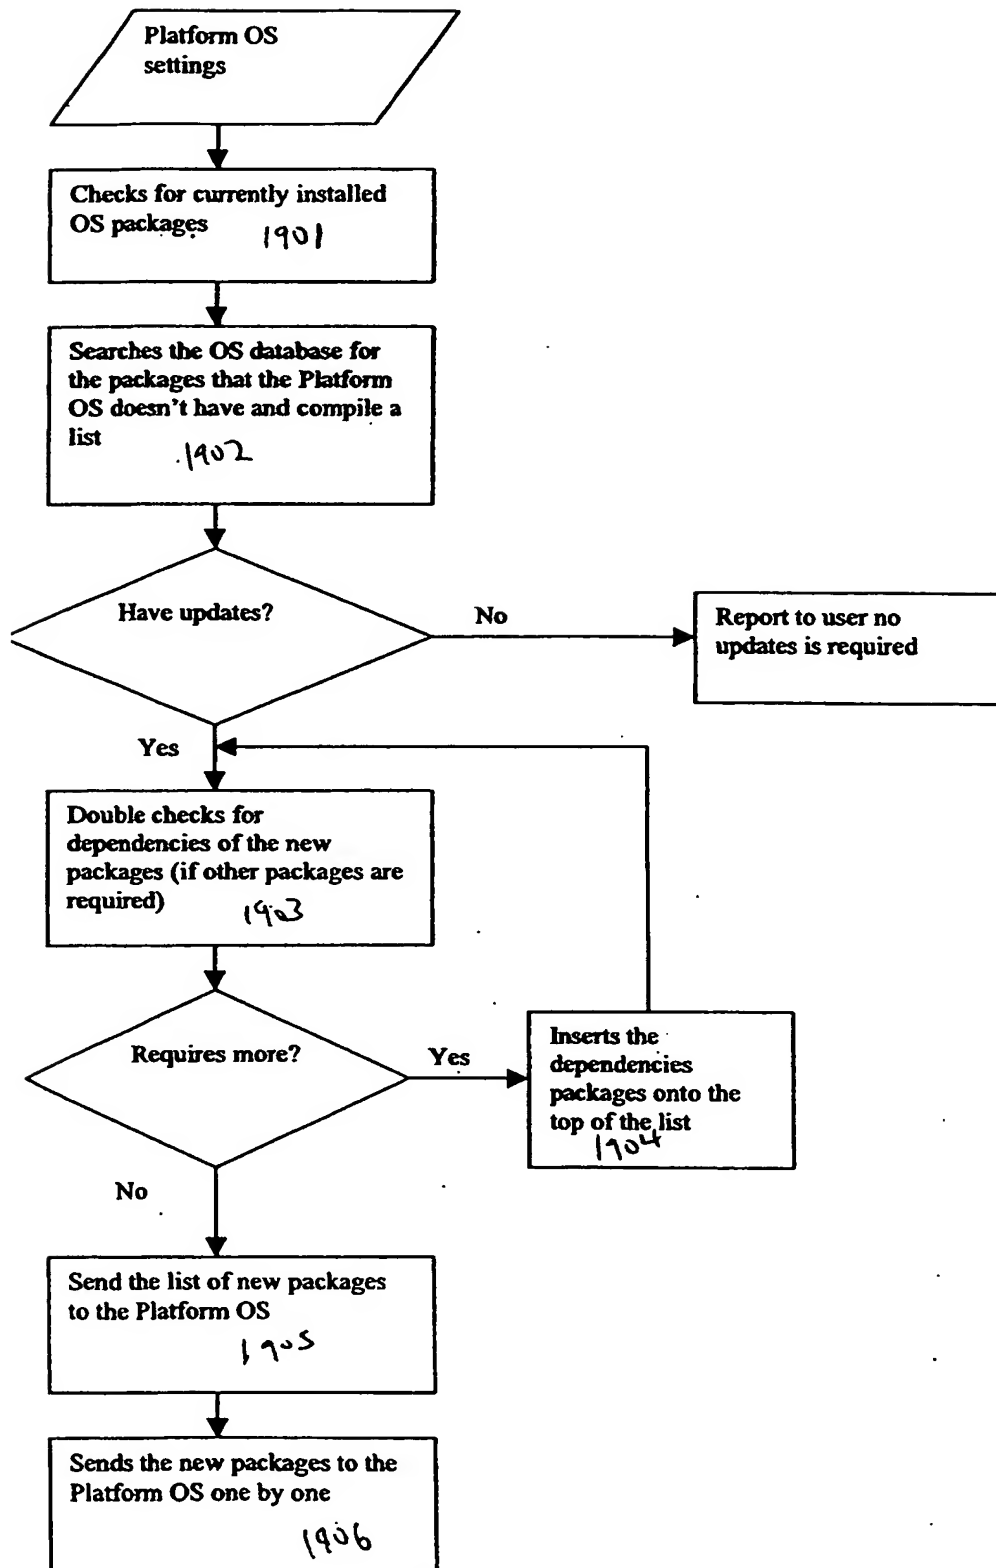 Platform OS
settings
Checks for currently installed
OS packages 1901
Searches the OS database for
the packages that the Platform
OS doesn't have and compile a
list
1902
Have updates?
No
Report to user no
updates is required
Yes
Double checks for
dependencies of the new
packages (if other packages are
required) 1903
Requires more?
Yes
Inserts the
dependencies
packages onto the
top of the list
1904
No
Send the list of new packages
to the Platform OS
1905
Sends the new packages to the
Platform OS one by one
1906